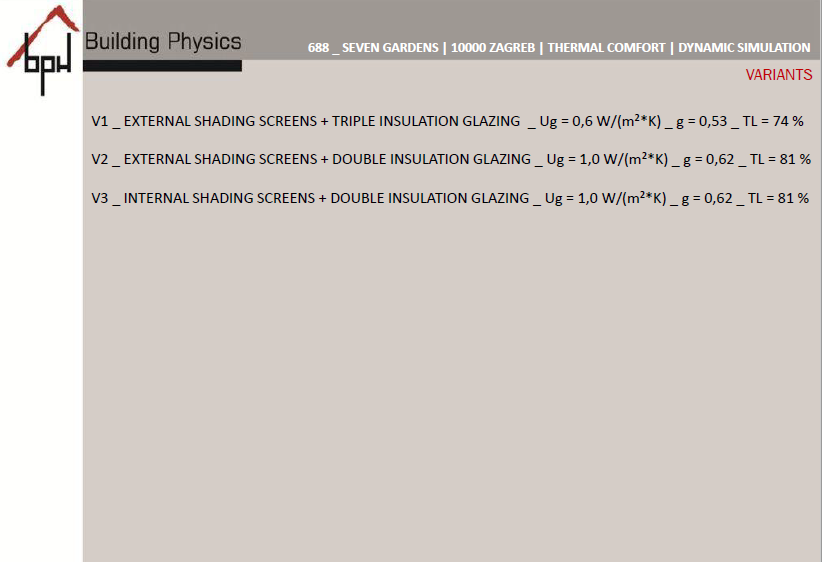 bpH
Building Physics
688 _ SEVEN GARDENS | 10000 ZAGREB | THERMAL COMFORT | DYNAMIC SIMULATION
VARIANTS
V1 _ EXTERNAL SHADING SCREENS + TRIPLE INSULATION GLAZING _ Ug = 0,6 W/(m²*K) _ g = 0,53 _ TL = 74 %
V2 _ EXTERNAL SHADING SCREENS + DOUBLE INSULATION GLAZING _ Ug = 1,0 W/(m²*K) _ g = 0,62 _ TL = 81 %
V3 _ INTERNAL SHADING SCREENS + DOUBLE INSULATION GLAZING _ Ug = 1,0 W/(m²*K) _ g = 0,62 _ TL = 81 %